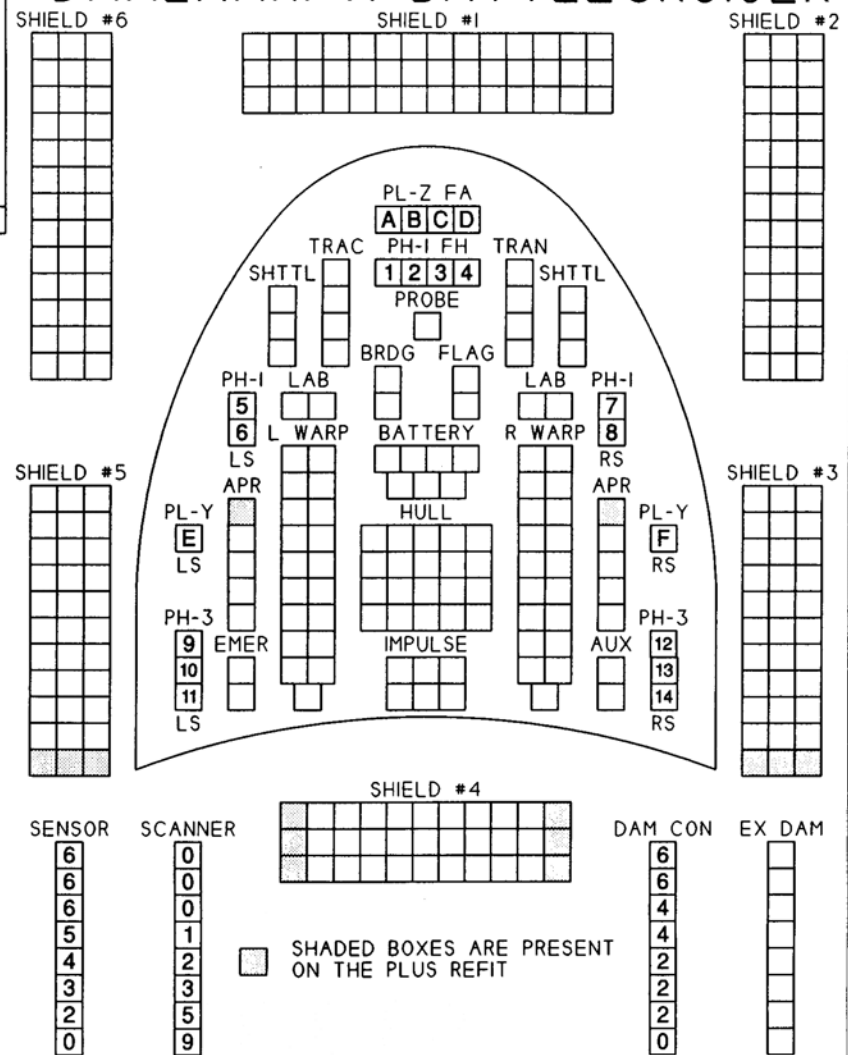 SHIELD #6 SHIELD #1 SHIELD #2
PL-Z FA
A B C D
TRAC PH-1 FH TRAN
SHTTL 1 2 3 4 SHTTL
PROBE
BRDG FLAG
PH-1 LAB LAB PH-1
5 7
6 L WARP BATTERY R WARP 8
LS RS
SHIELD #5 SHIELD #3
APR APR
PL-Y HULL PL-Y
E F
LS RS
PH-3 PH-3
9 EMER IMPULSE AUX 12
10 13
11 14
LS RS
SHIELD #4
SENSOR SCANNER DAM CON EX DAM
6 0 6
6 0 6
6 0 4
5 1 4
4 2 2
3 3 2
2 5 2
0 9 0
SHADED BOXES ARE PRESENT
ON THE PLUS REFIT